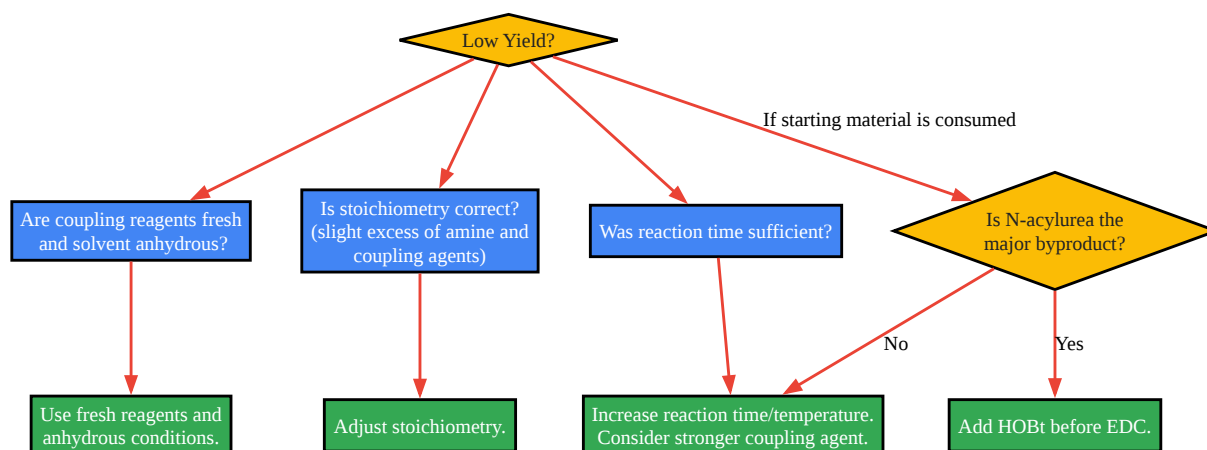 Low Yield?
If starting material is consumed
Are coupling reagents fresh
and solvent anhydrous?
Is stoichiometry correct?
(slight excess of amine and
coupling agents)
Was reaction time sufficient?
Is N-acylurea the
major byproduct?
No
Yes
Use fresh reagents and
anhydrous conditions.
Adjust stoichiometry.
Increase reaction time/temperature.
Consider stronger coupling agent.
Add HOBt before EDC.